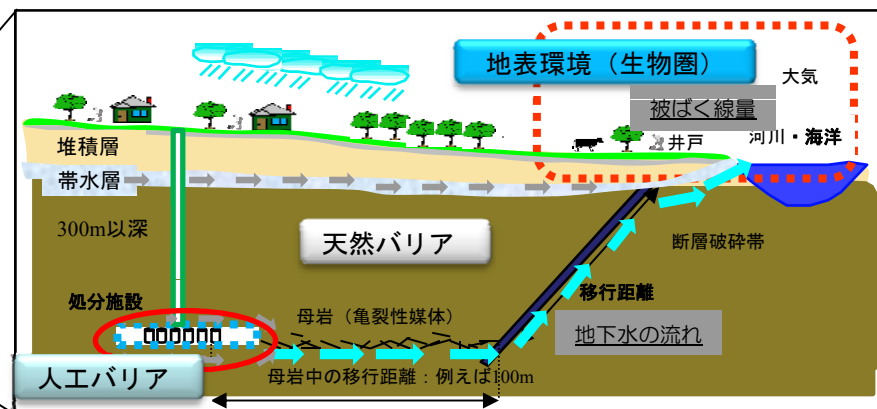 地表環境（生物圏）
大気
被ばく線量
井戸
河川・海洋
堆積層
帯水層
300m以深
天然バリア
断層破砕帯
処分施設
移行距離
母岩（亀裂性媒体）
地下水の流れ
人工バリア
母岩中の移行距離：例えば100m